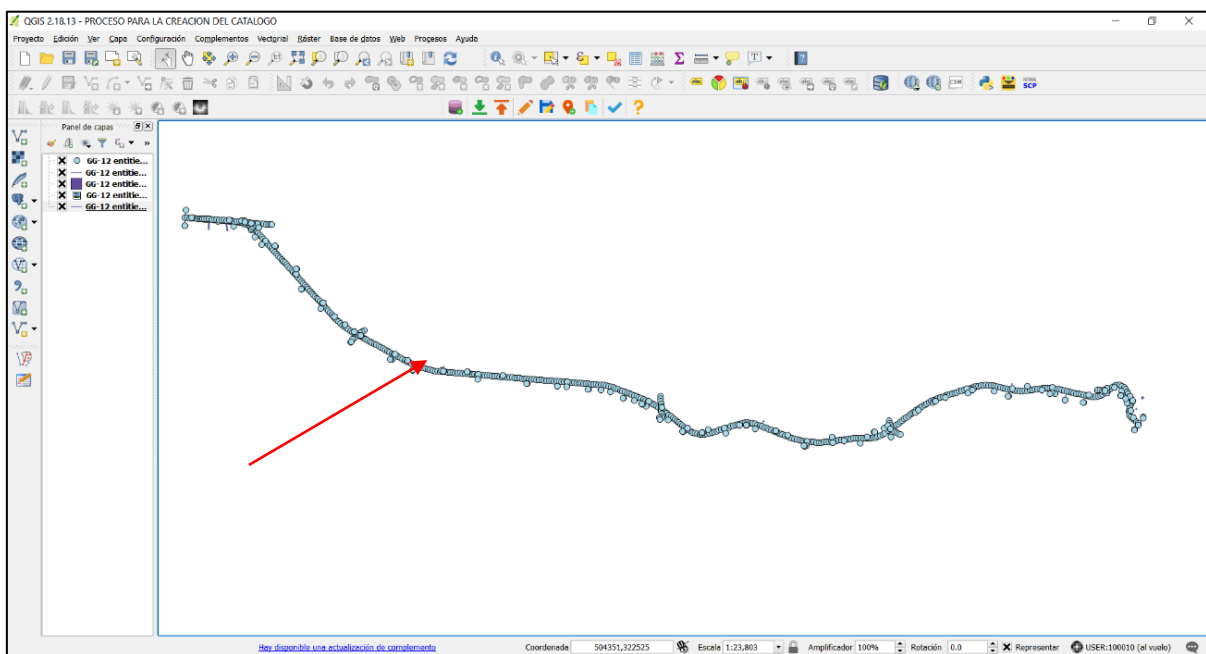 QGIS 2.18.13 - PROCESO PARA LA CREACION DEL CATALOGO
Proyecto Edición Ver Capa Configuración Complementos Vectorial Ráster Base de datos Web Procesos Ayuda
abc abc CSW SCP
Panel de capas
GG-12 entitie...
GG-12 entitie...
GG-12 entitie...
GG-12 entitie...
GG-12 entitie...
Hay disponible una actualización de complemento Coordenada 504351,322525 Escala 1:23,803 Amplificador 100% Rotación 0.0 Representar USER:100010 (al vuelo)